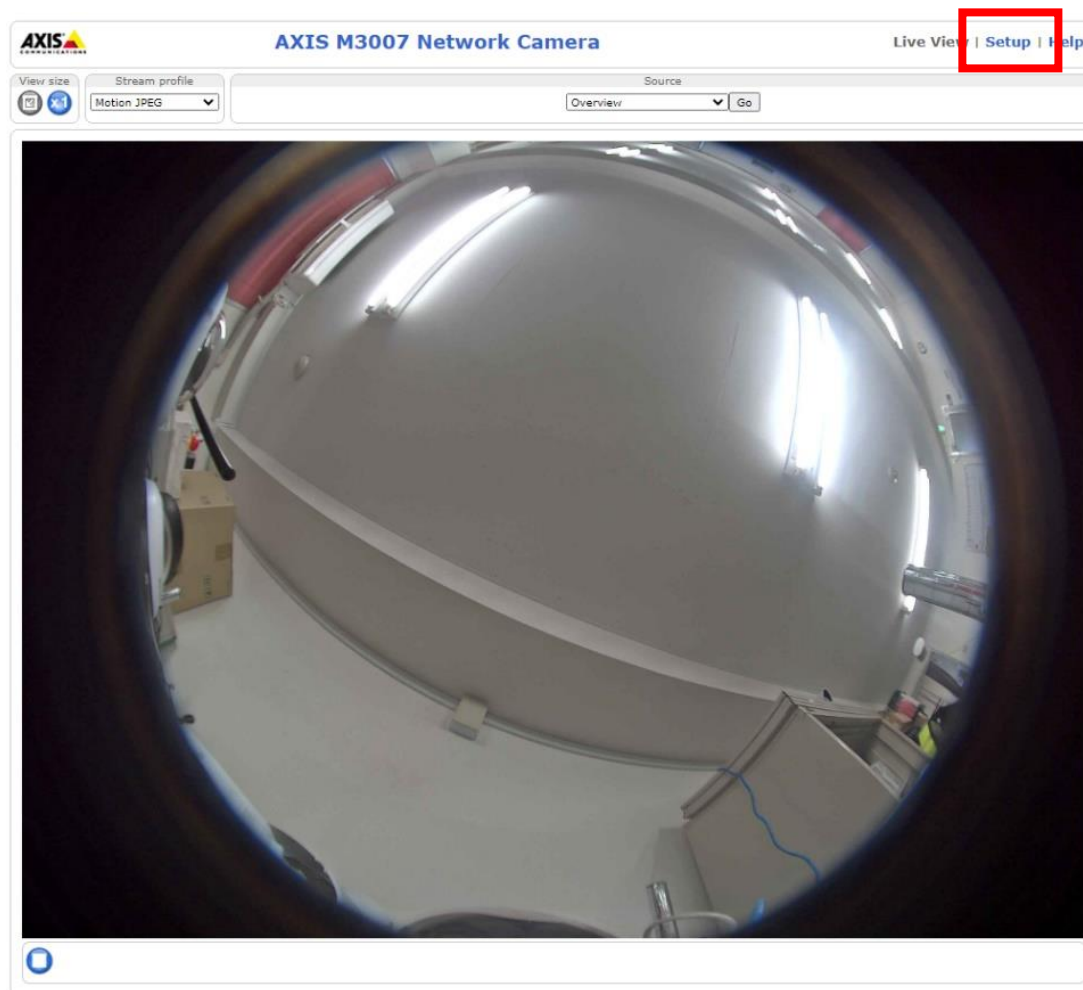 AXIS
COMMUNICATIONS
AXIS M3007 Network Camera
Live View | Setup | Help
View size
Stream profile
Source
x1
Motion JPEG
Overview
Go